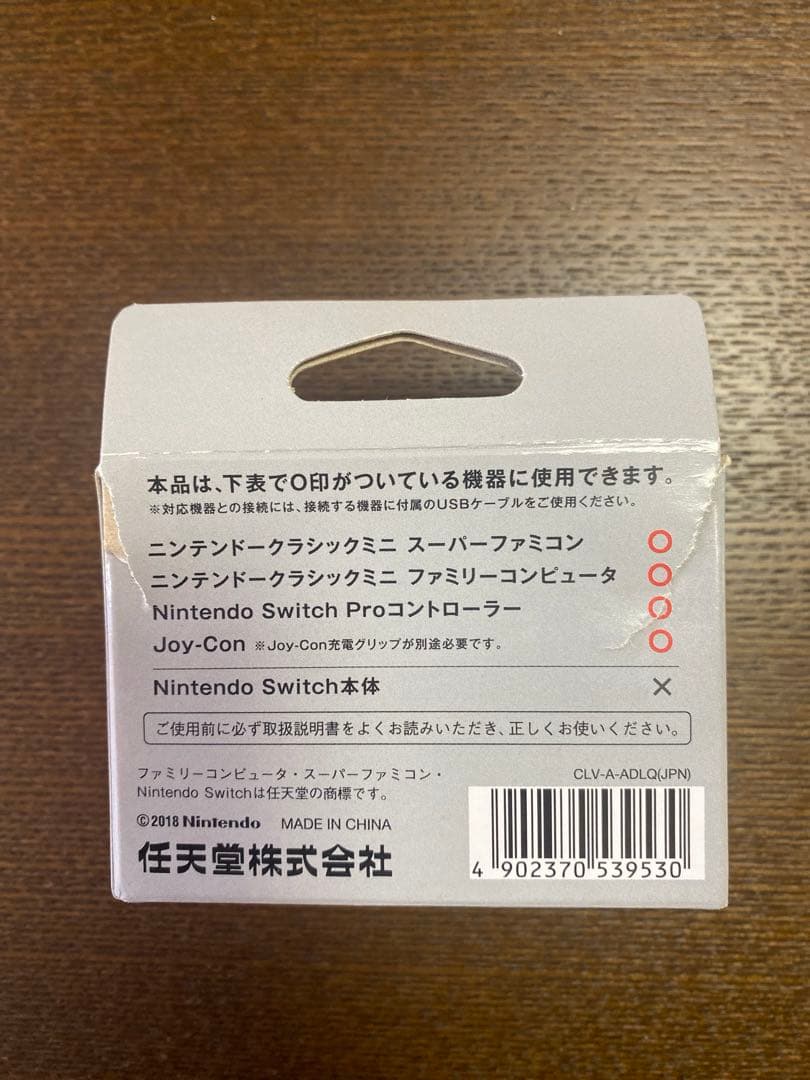 本品は、下表で○印がついている機器に使用できます。
※対応機器との接続には、接続する機器に付属のUSBケーブルをご使用ください。
ニンテンドークラシックミニ スーパーファミコン ○
ニンテンドークラシックミニ ファミリーコンピュータ ○
Nintendo Switch Proコントローラー ○
Joy-Con ※Joy-Con充電グリップが別途必要です。 ○
Nintendo Switch本体 ×
ご使用前に必ず取扱説明書をよくお読みいただき、正しくお使いください。
ファミリーコンピュータ・スーパーファミコン・
Nintendo Switchは任天堂の商標です。
©2018 Nintendo MADE IN CHINA
任天堂株式会社
CLV-A-ADLQ(JPN)
4 902370 539530